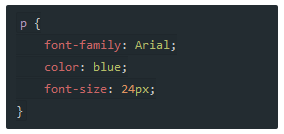 p {
    font-family: Arial;
    color: blue;
    font-size: 24px;
}